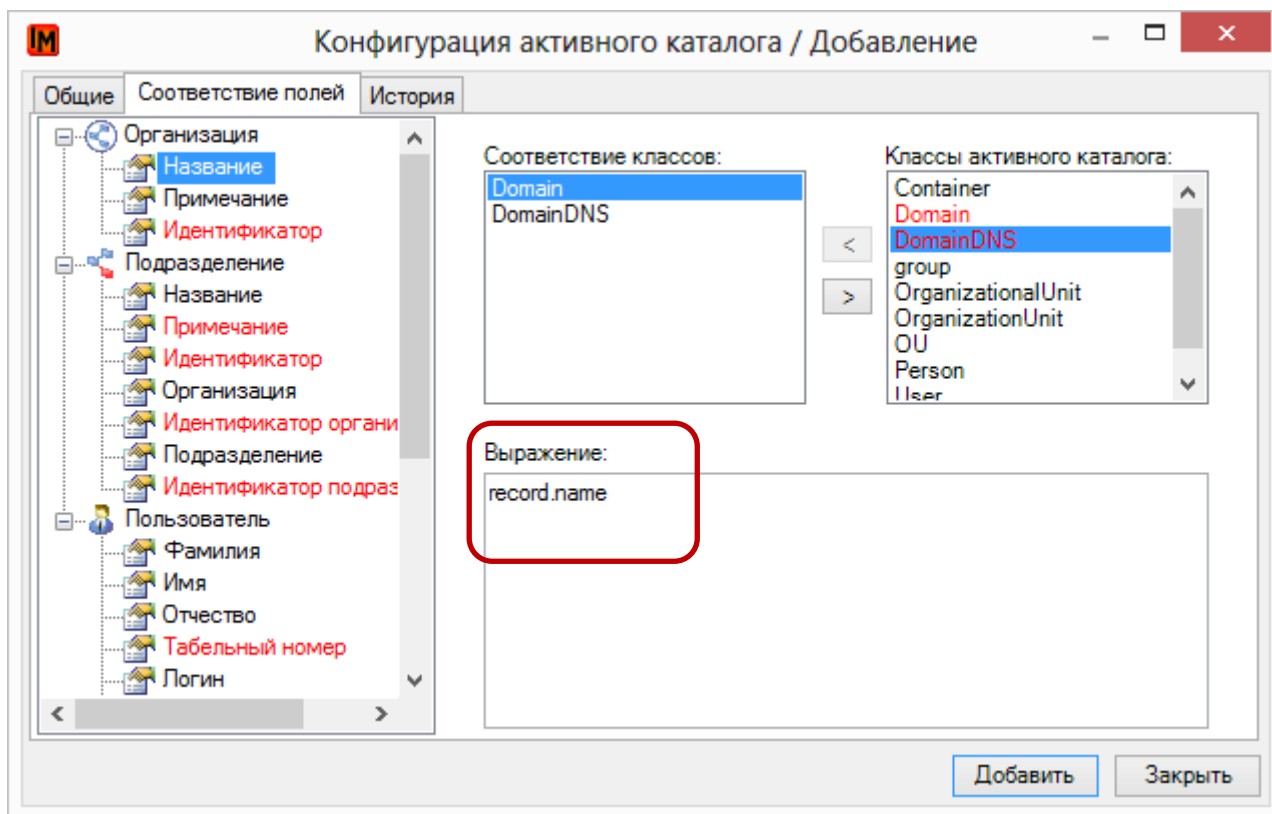 IM
Конфигурация активного каталога / Добавление
Общие
Соответствие полей
История
Организация
Название
Примечание
Идентификатор
Подразделение
Название
Примечание
Идентификатор
Организация
Идентификатор органи
Подразделение
Идентификатор подраз
Пользователь
Фамилия
Имя
Отчество
Табельный номер
Логин
Соответствие классов:
Domain
DomainDNS
<
>
Классы активного каталога:
Container
Domain
DomainDNS
group
OrganizationalUnit
OrganizationUnit
OU
Person
User
Выражение:
record.name
Добавить
Закрыть